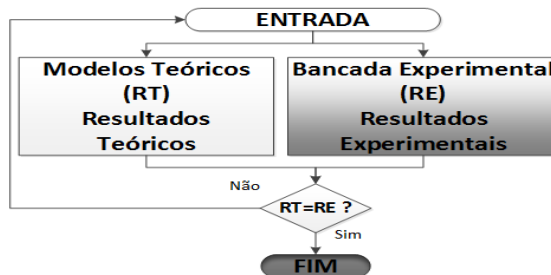 ENTRADA
Modelos Teóricos
(RT)
Resultados
Teóricos
Bancada Experimental
(RE)
Resultados
Experimentais
Não
RT=RE ?
Sim
FIM